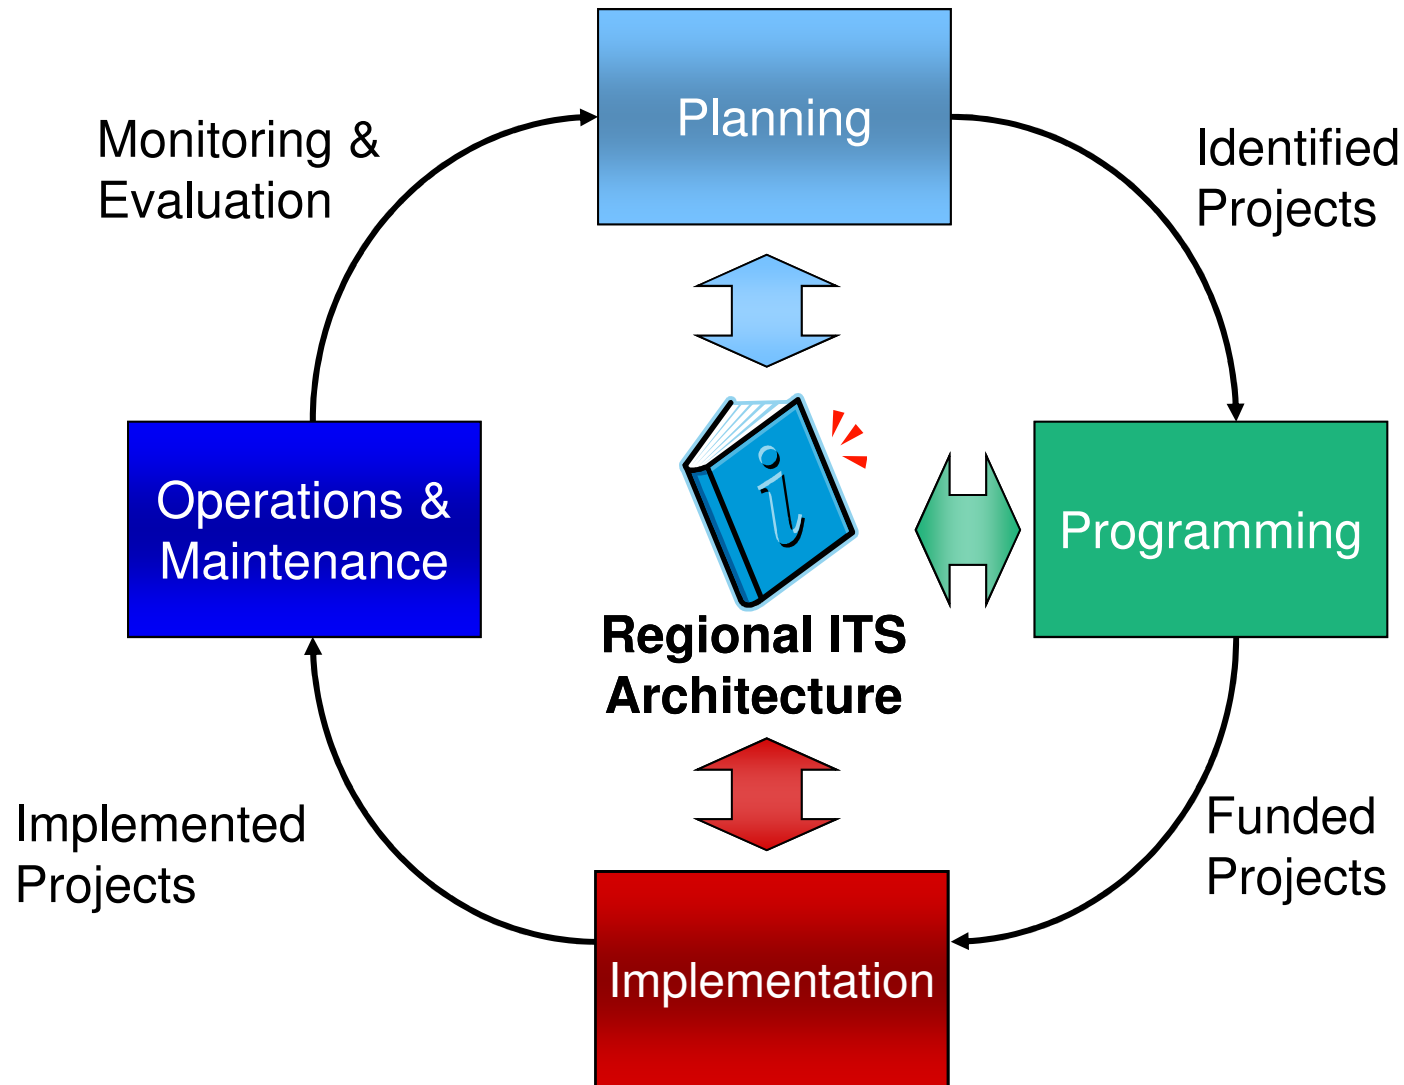 Planning
Monitoring &
Evaluation
Identified
Projects
Operations &
Maintenance
i
Programming
Regional ITS
Architecture
Implemented
Projects
Funded
Projects
Implementation